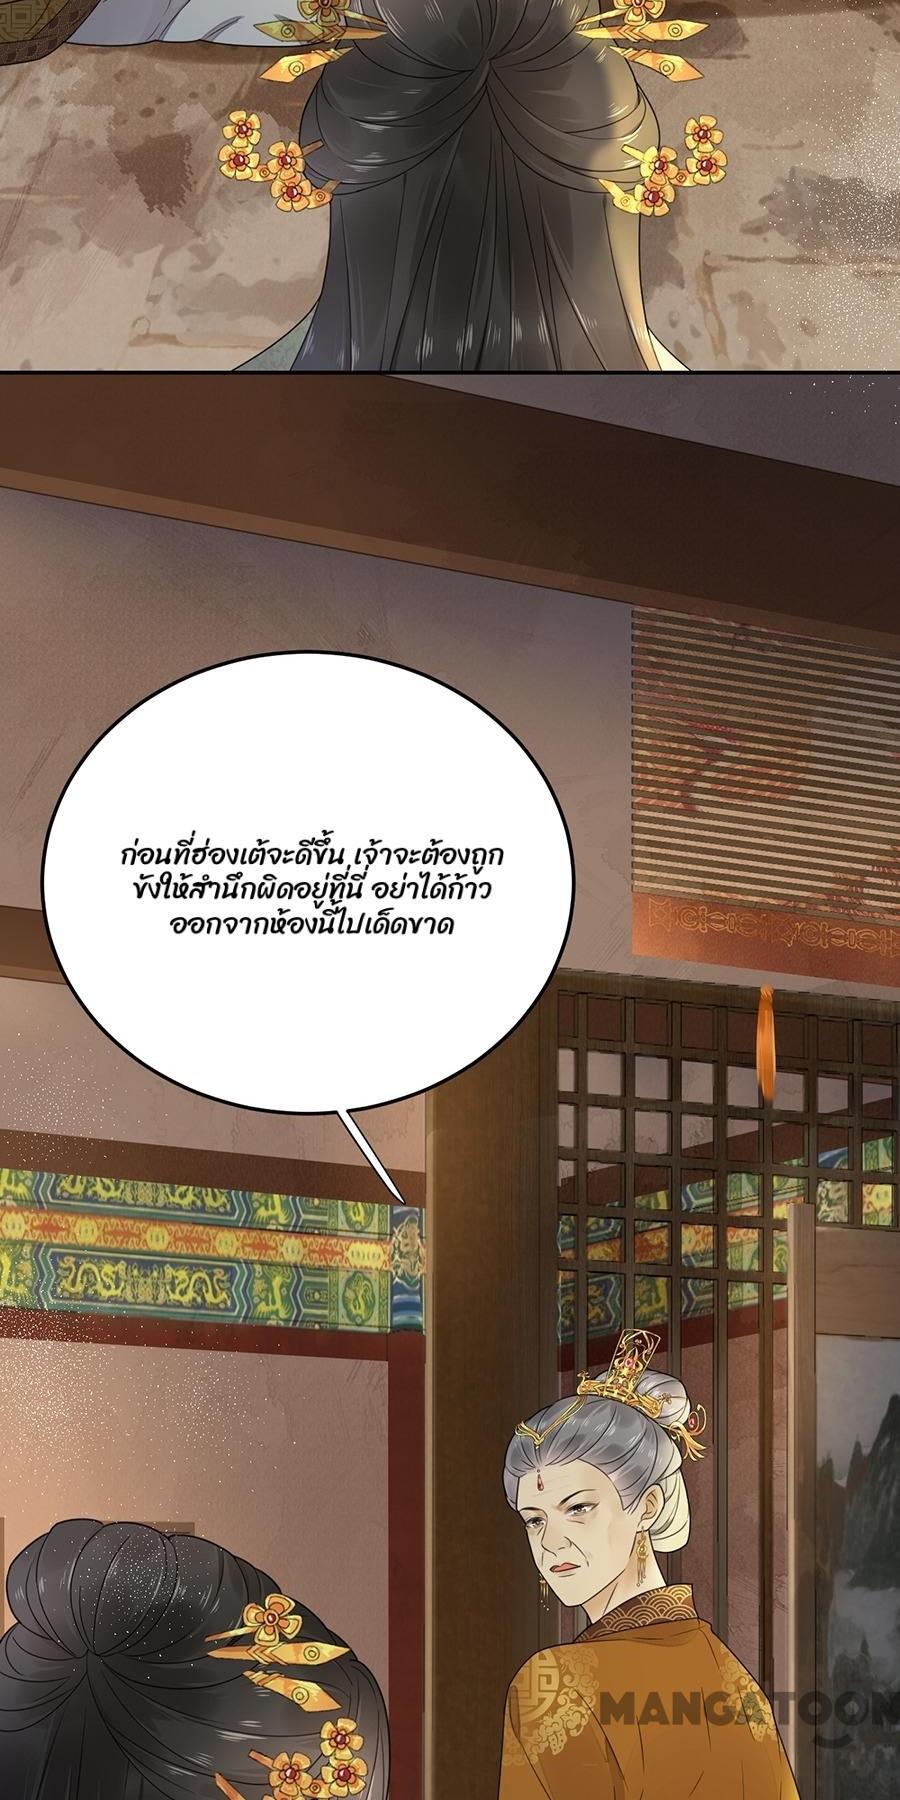 ก่อนที่ฮ่องเต้จะดีขึ้น เจ้าจะต้องถูก
ขังให้สำนึกผิดอยู่ที่นี่ อย่าได้ก้าว
ออกจากห้องนี้ไปเด็ดขาด
MANGATOON